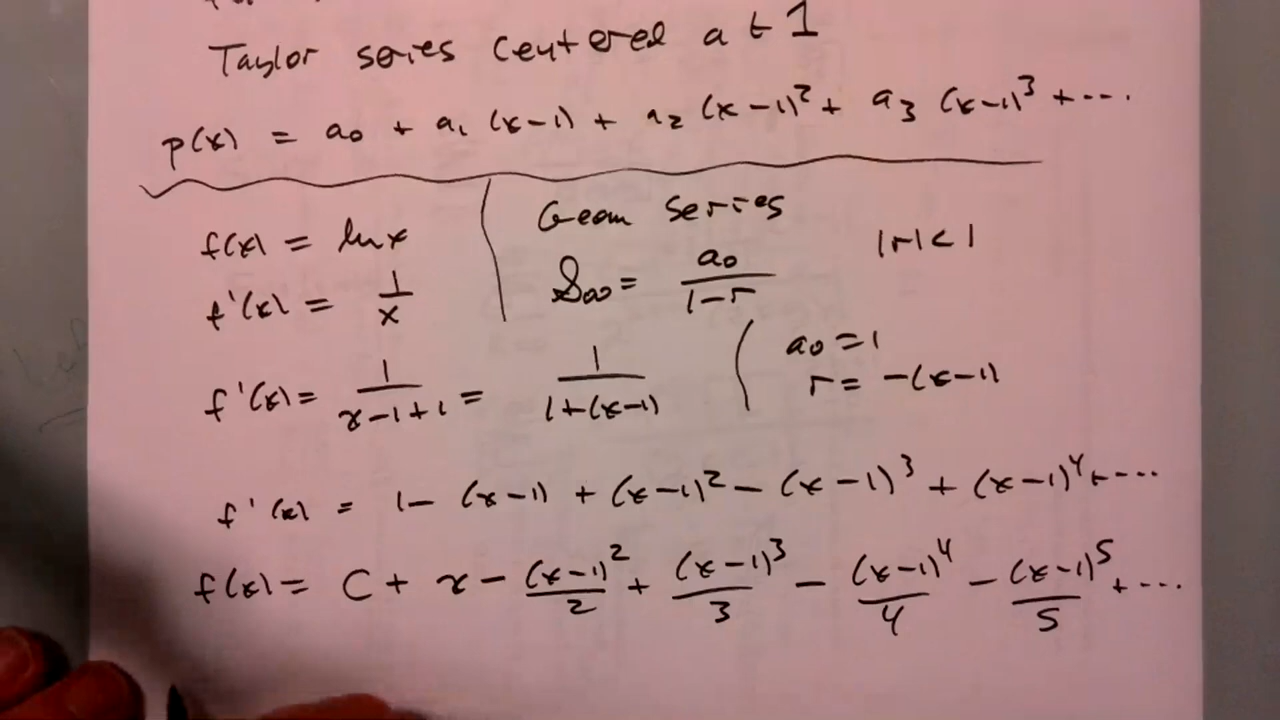 Taylor series centered at 1
p(x) = a₀ + a₁ (x-1) + a₂ (x-1)² + a₃ (x-1)³ + ....
f(x) = ln x
f'(x) = 1/x
Geom series
S∞ = a₀/(1-r) |r| < 1
f'(x) = 1/(x-1+1) = 1/(1+(x-1))
a₀ = 1
r = -(x-1)
f'(x) = 1 - (x-1) + (x-1)² - (x-1)³ + (x-1)⁴ + ....
f(x) = C + x - (x-1)²/2 + (x-1)³/3 - (x-1)⁴/4 - (x-1)⁵/5 + ....